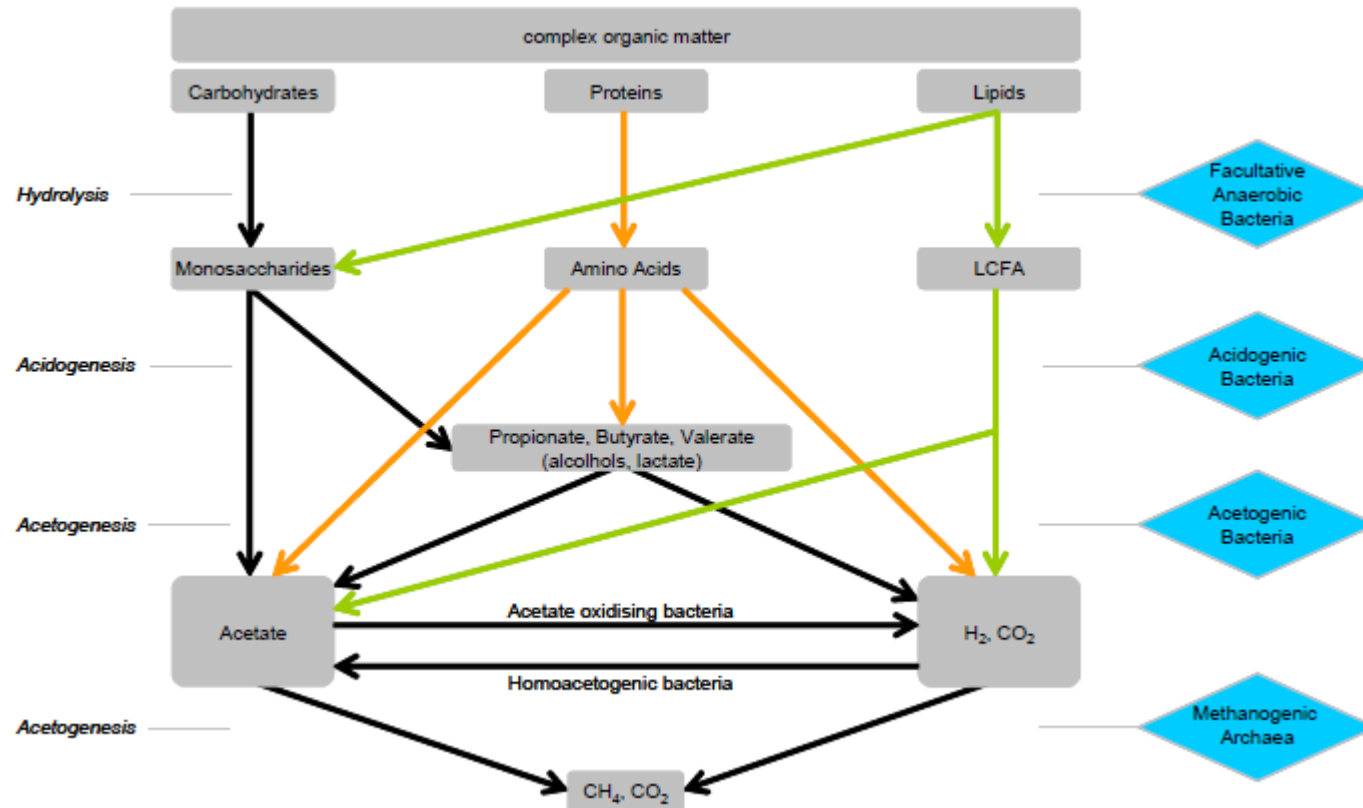 complex organic matter
Carbohydrates
Proteins
Lipids
Hydrolysis
Facultative
Anaerobic
Bacteria
Monosaccharides
Amino Acids
LCFA
Acidogenesis
Acidogenic
Bacteria
Propionate, Butyrate, Valerate
(alcolhols, lactate)
Acetogenesis
Acetogenic
Bacteria
Acetate
Acetate oxidising bacteria
H₂, CO₂
Homoacetogenic bacteria
Acetogenesis
Methanogenic
Archaea
CH₄, CO₂